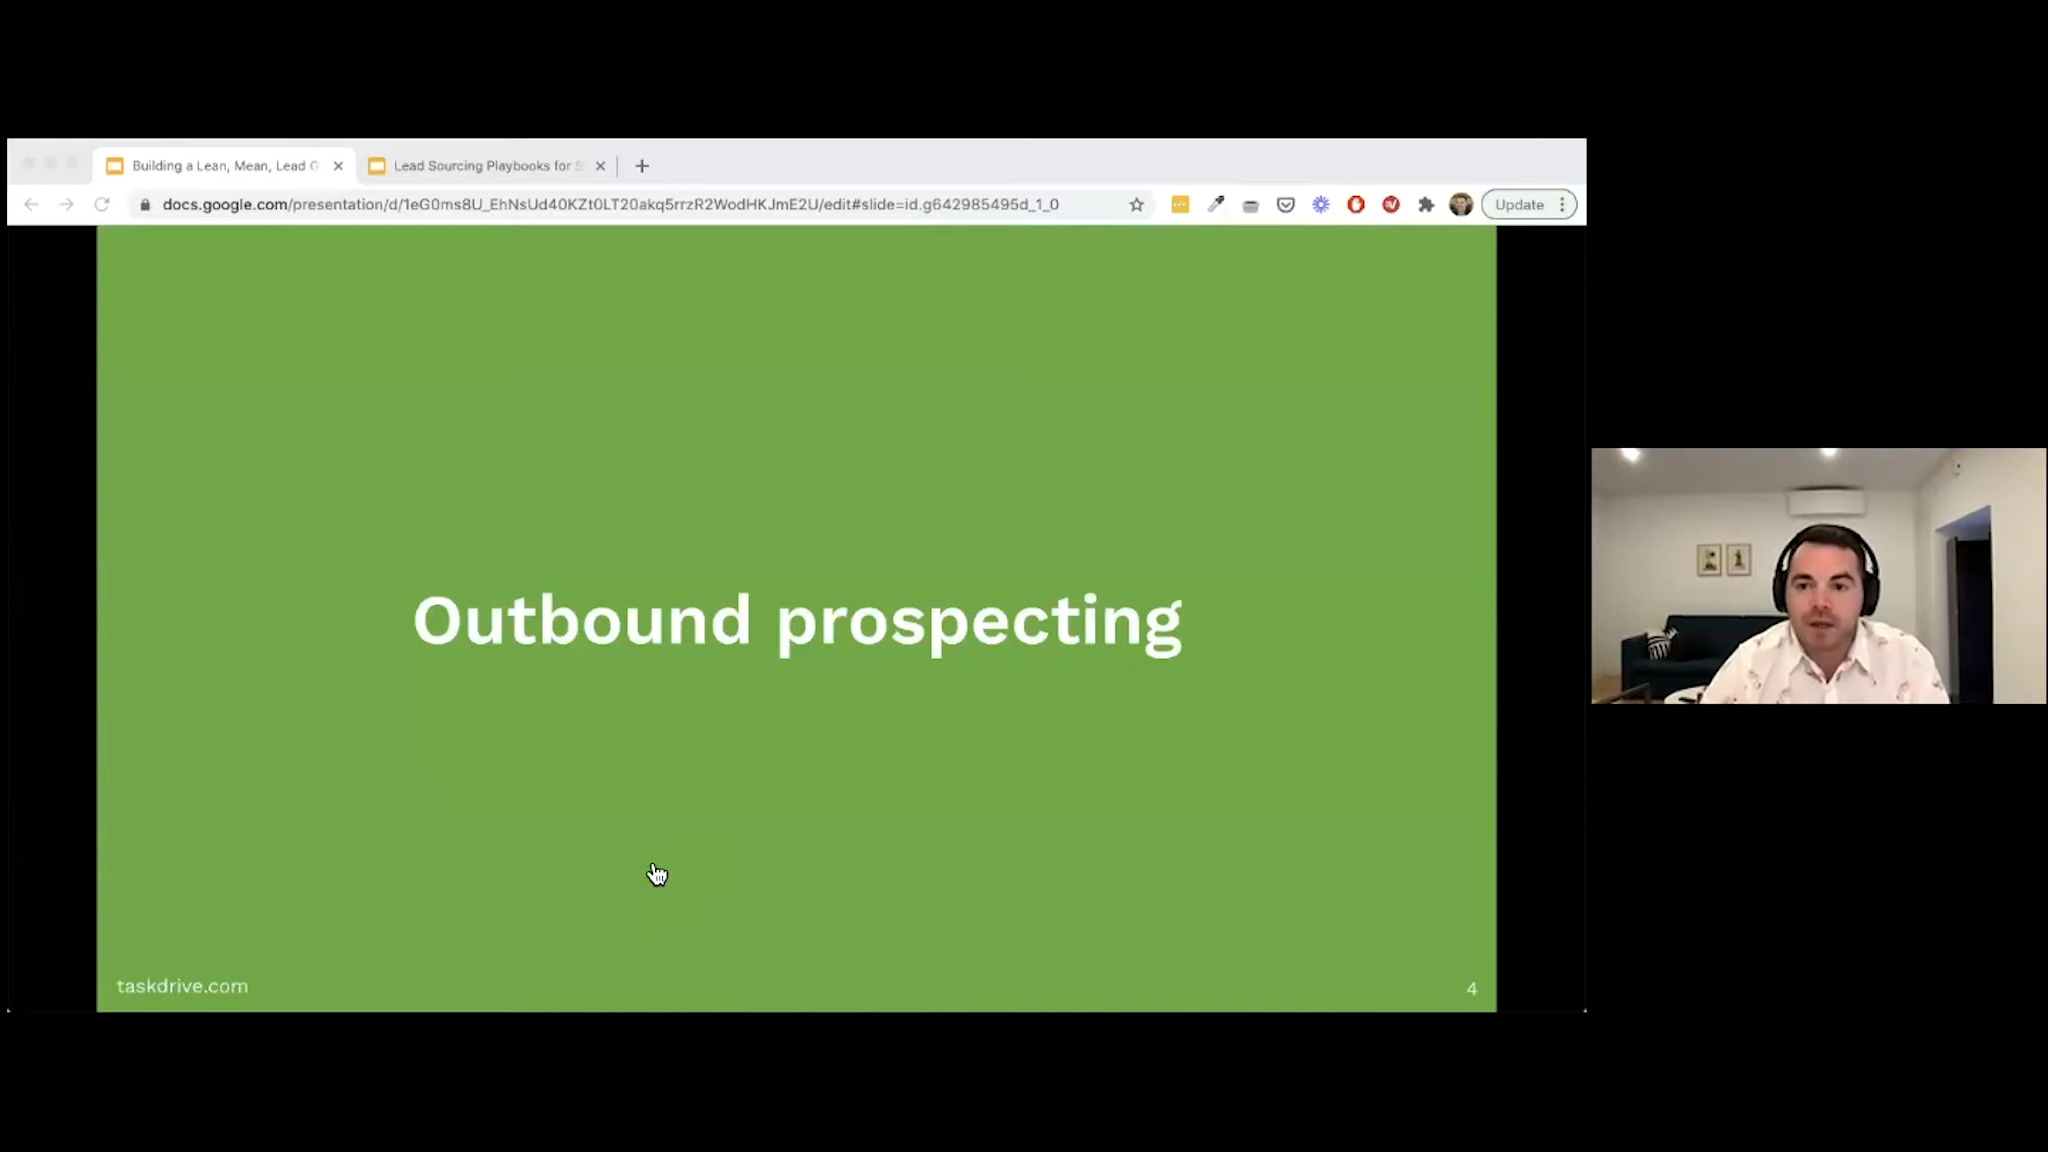 Building a Lean, Mean, Lead G
Lead Sourcing Playbooks for S
docs.google.com/presentation/d/1eG0ms8U_EhNsUd40KZt0LT20akq5rrzR2WodHKJmE2U/edit#slide=id.g642985495d_1_0
Update
Outbound prospecting
taskdrive.com
4